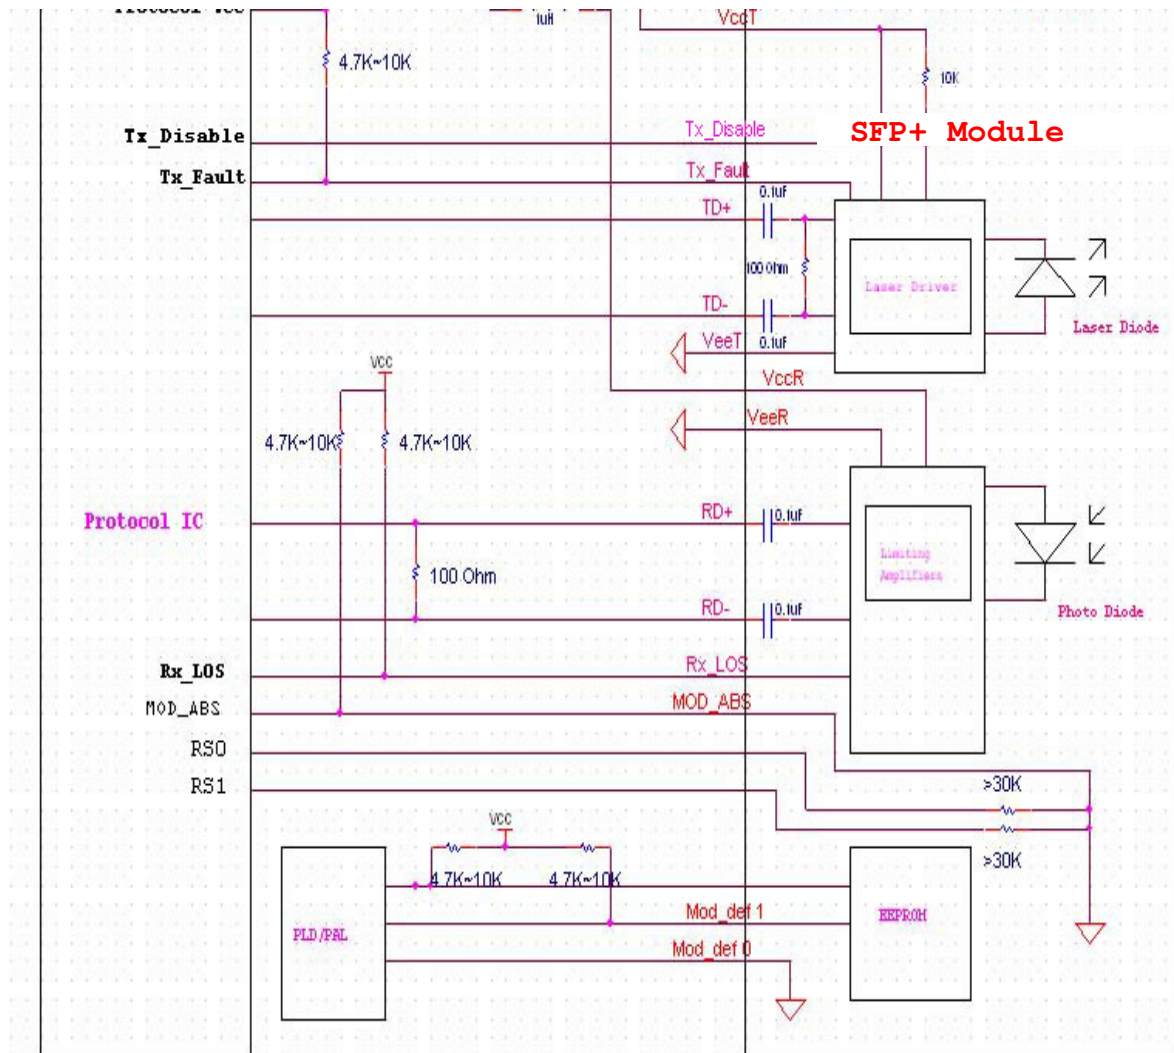 1uH
VccT
4.7K~10K
10K
Tx_Disable
Tx_Disable
SFP+ Module
Tx_Fault
Tx_Fault
0.1uF
TD+
100 Ohm
Laser Driver
TD-
Laser Diode
VeeT
0.1uF
VCC
VccR
VeeR
4.7K~10K
4.7K~10K
Protocol IC
RD+
0.1uF
Limiting
Amplifiers
100 Ohm
RD-
0.1uF
Photo Diode
Rx_LOS
Rx_LOS
MOD_ABS
MOD_ABS
RS0
RS1
>30K
VCC
>30K
4.7K~10K
4.7K~10K
Mod_def 1
EEPROM
PLD/PAL
Mod_def 0